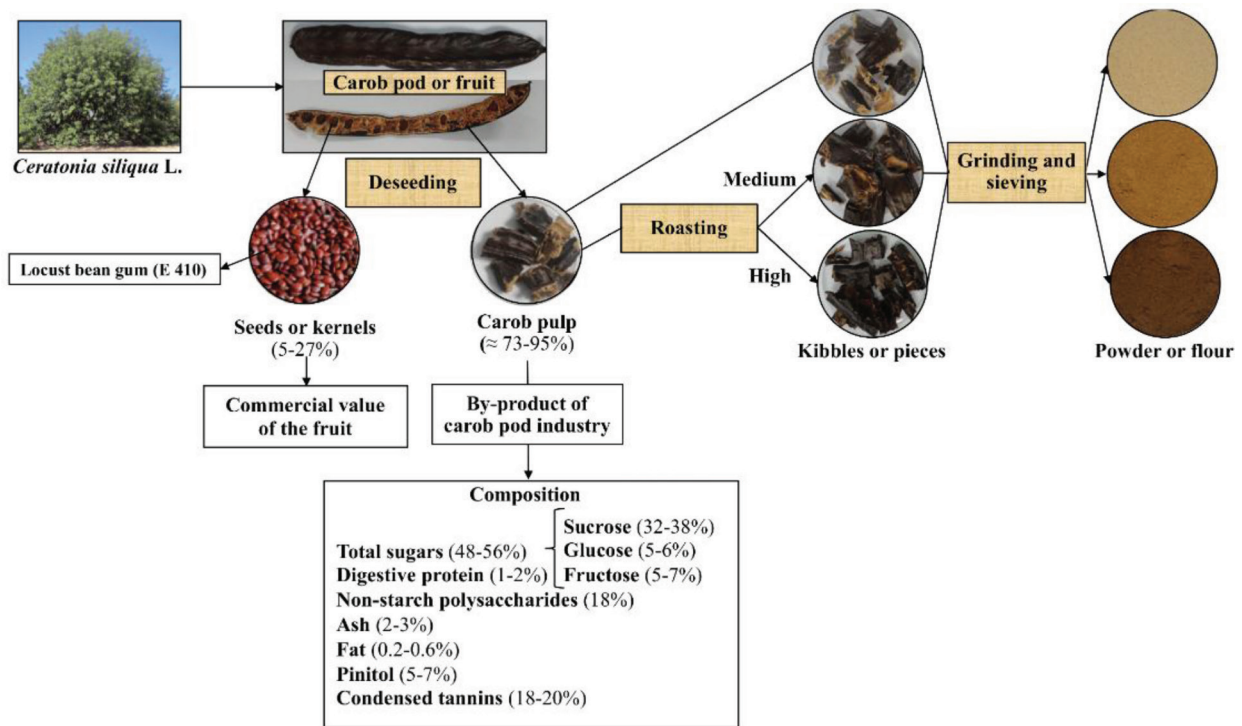 Carob pod or fruit
Ceratonia siliqua L.
Deseeding
Locust bean gum (E 410)
Seeds or kernels
(5-27%)
Commercial value
of the fruit
Carob pulp
(≈ 73-95%)
By-product of
carob pod industry
Roasting
Medium
High
Kibbles or pieces
Grinding and
sieving
Powder or flour
Composition
Total sugars (48-56%)
Sucrose (32-38%)
Glucose (5-6%)
Fructose (5-7%)
Digestive protein (1-2%)
Non-starch polysaccharides (18%)
Ash (2-3%)
Fat (0.2-0.6%)
Pinitol (5-7%)
Condensed tannins (18-20%)